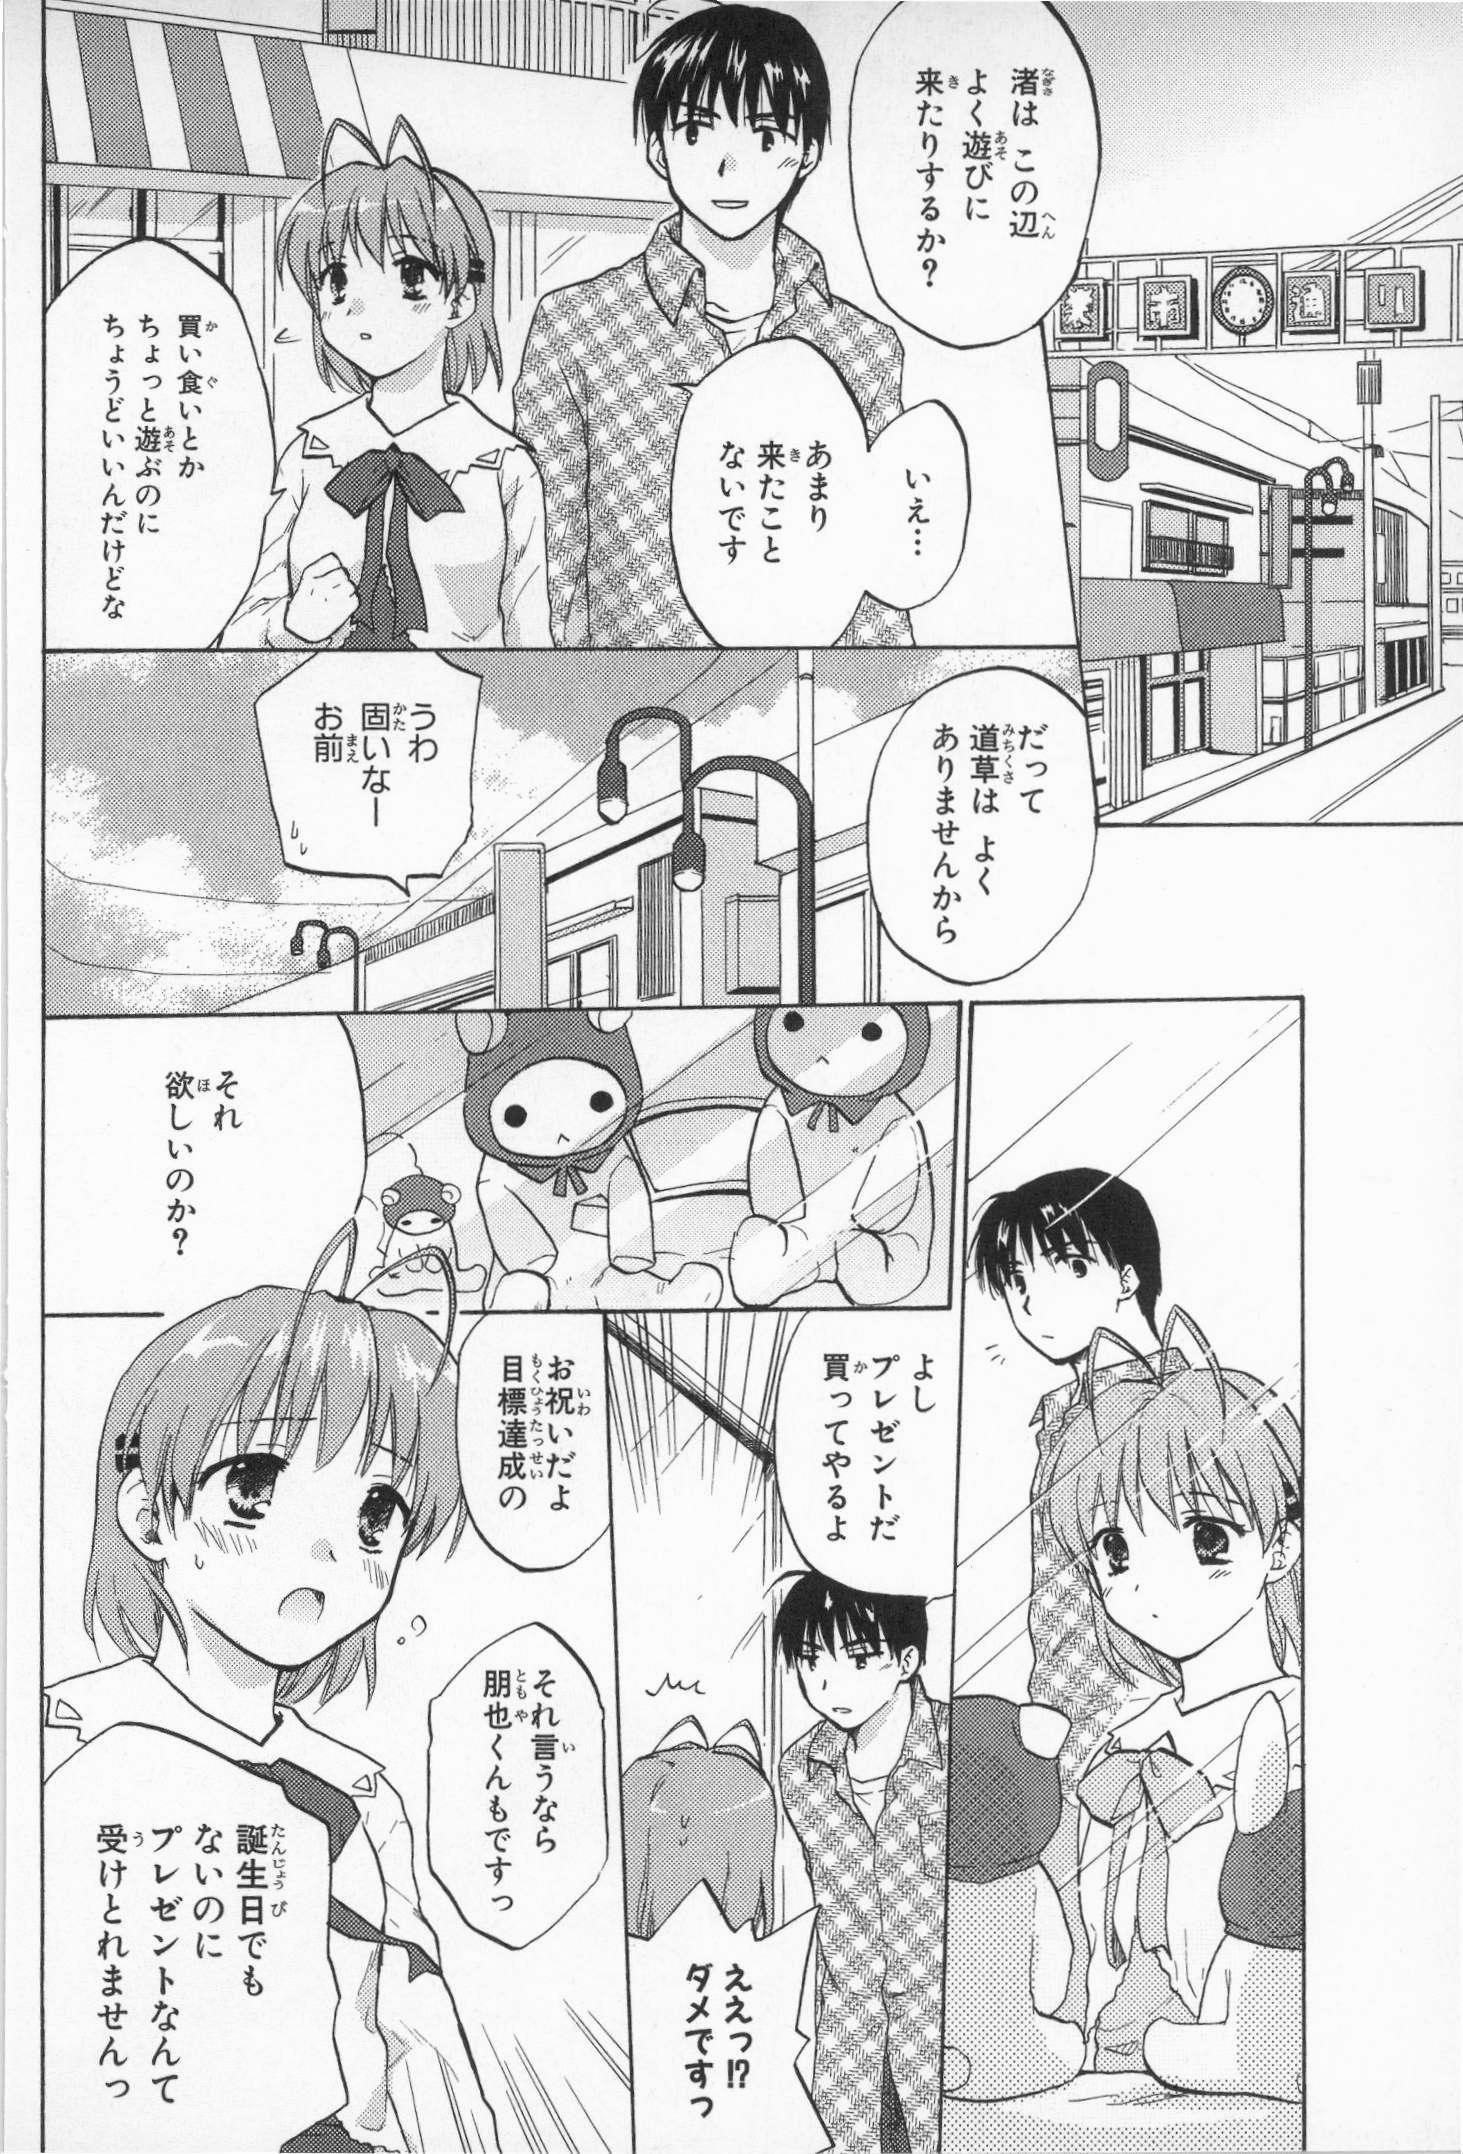 渚は この辺
よく遊びに
来たりするか?
いえ…
あまり
来たこと
ないです
買い食いとか
ちょっと遊ぶのに
ちょうどいいんだけどな
だって
道草は よく
ありませんから
うわ
固いなー
お前
それ
欲しいのか?
よし
プレゼントだ
買ってやるよ
ええっ!?
ダメですっ
お祝いだよ
目標達成の
それ言うなら
朋也くんもですっ
誕生日でも
ないのに
プレゼントなんて
受けとれませんっ